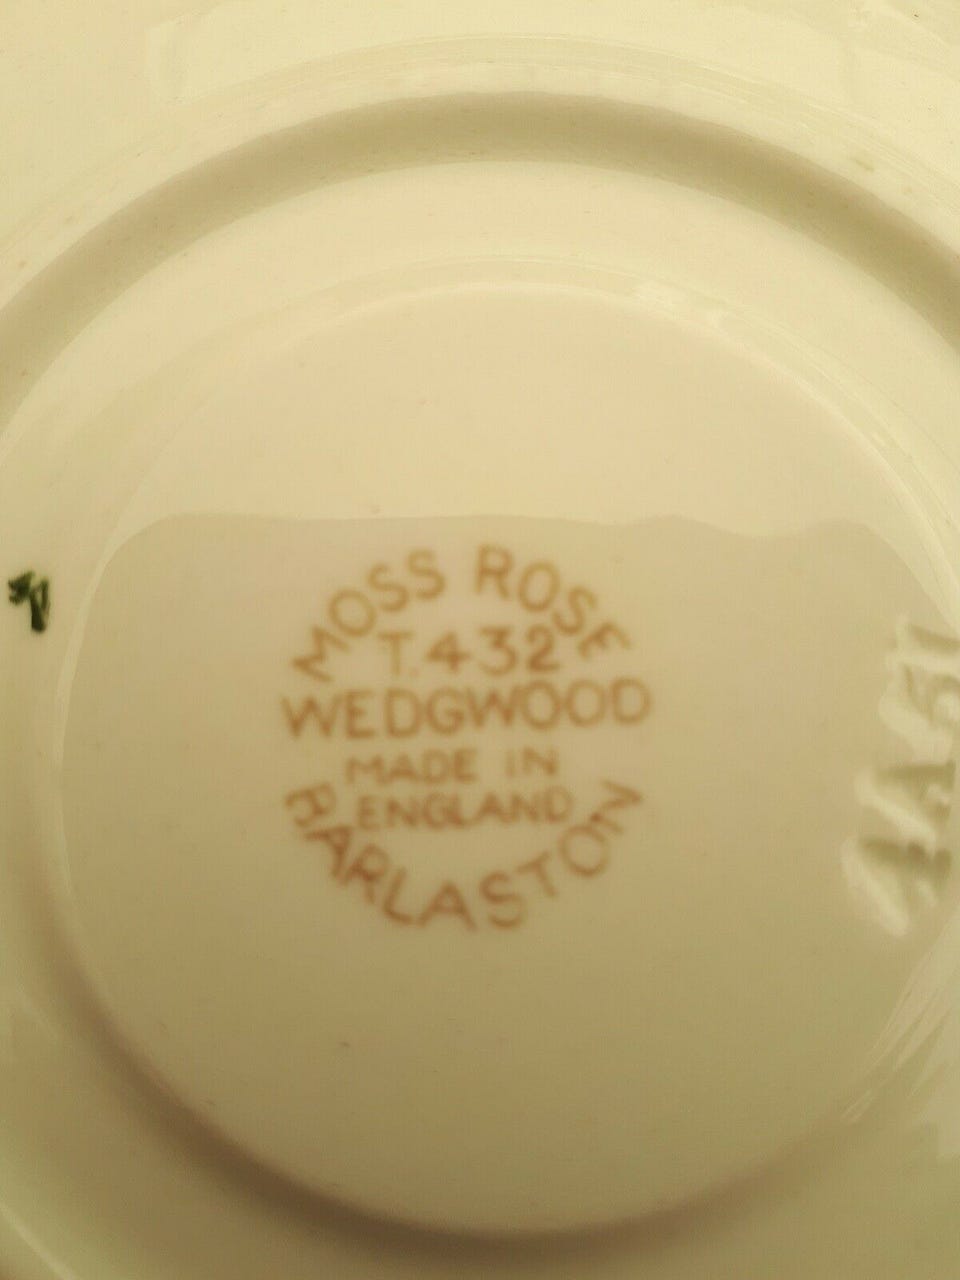 MOSS ROSE
T.432
WEDGWOOD
MADE IN
ENGLAND
BARLASTON